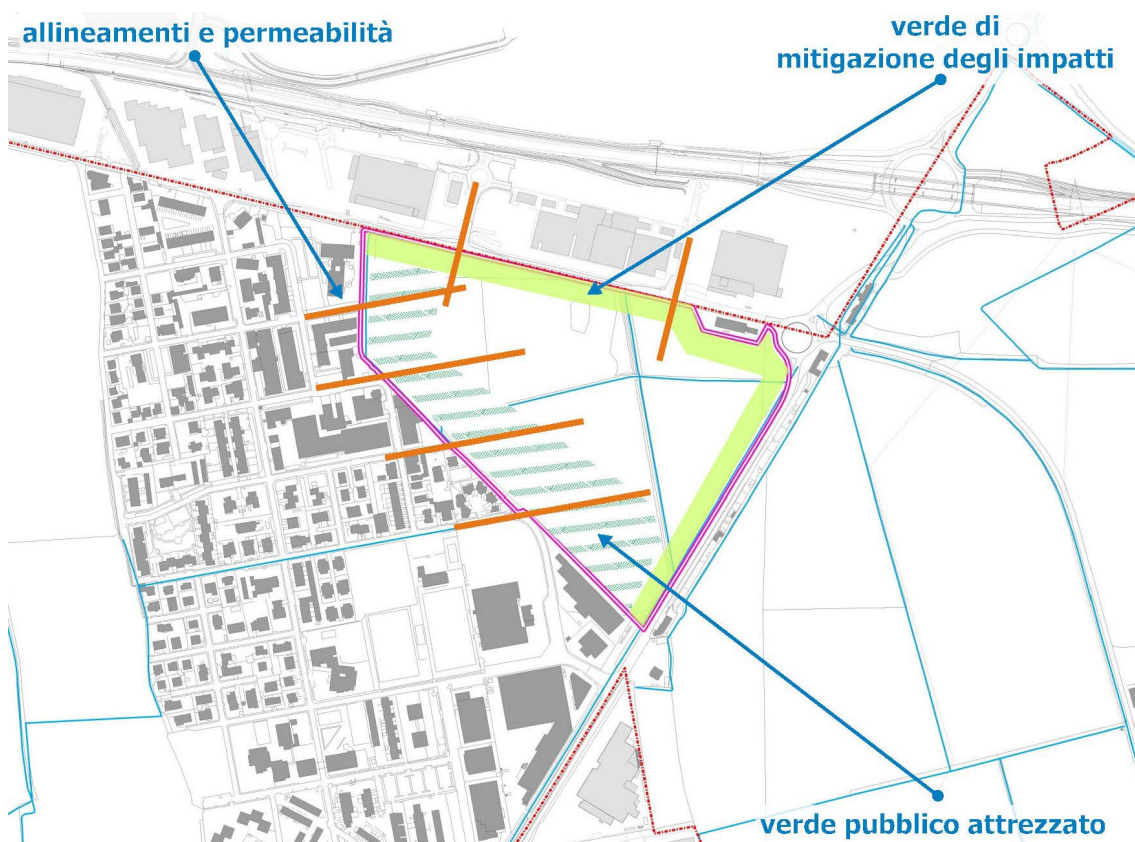 allineamenti e permeabilità
verde di
mitigazione degli impatti
verde pubblico attrezzato